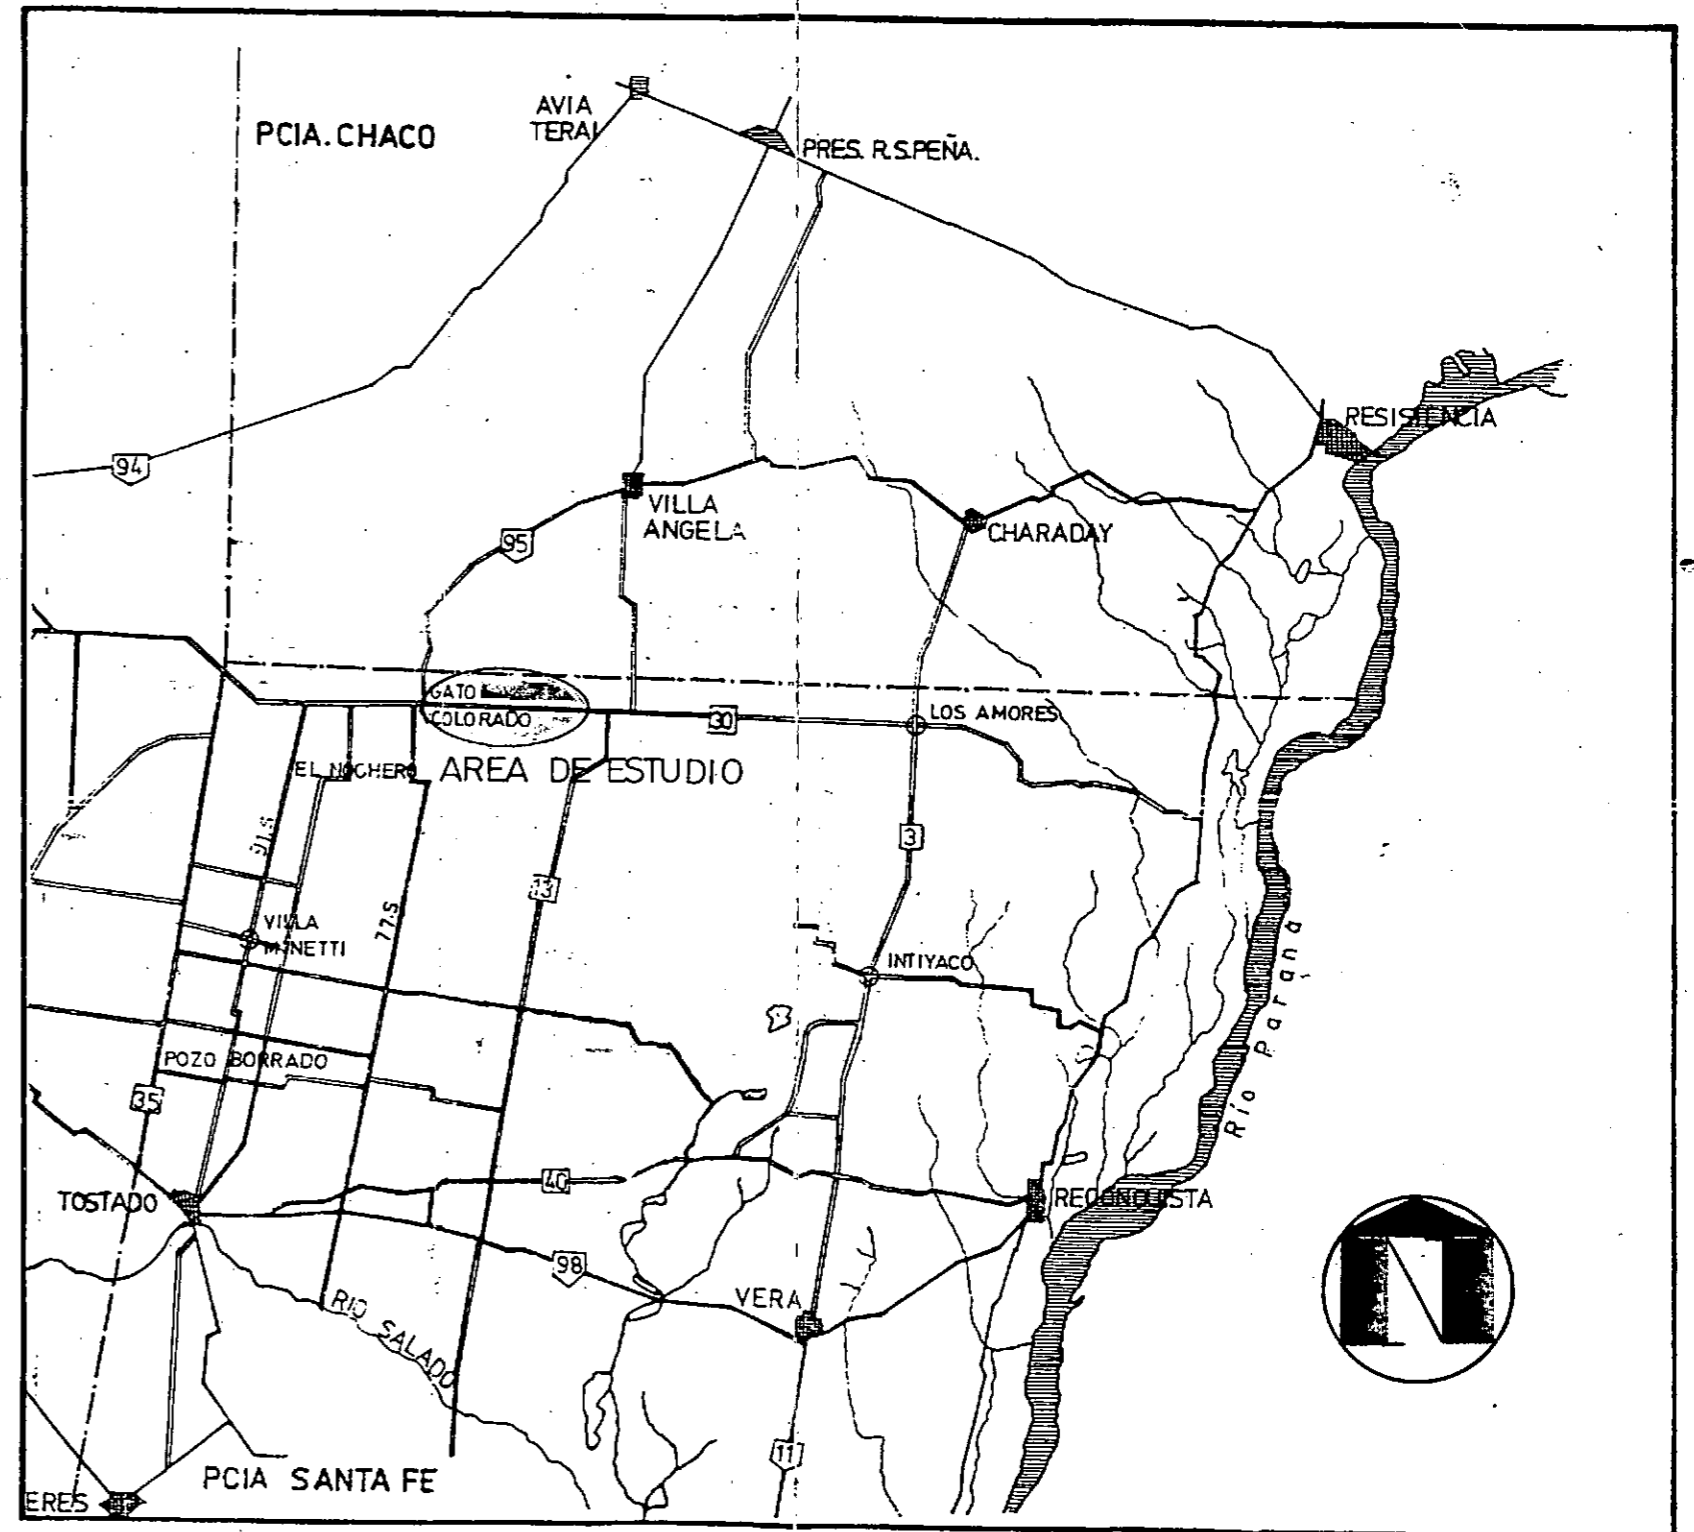 PCIA. CHACO
AVIA
TERAI
PRES. R.S.PEÑA.
RESISTENCIA
94
VILLA
ANGELA
95
CHARADAY
GATO
COLORADO
30
LOS AMORES
EL NOCHERO
AREA DE ESTUDIO
3
91.S
13
77.S
VILLA
MINETTI
INTIYACO
Río Paraná
POZO BORRADO
35
40
TOSTADO
RECONQUISTA
98
VERA
RIO SALADO
N
11
PCIA SANTA FE
ERES